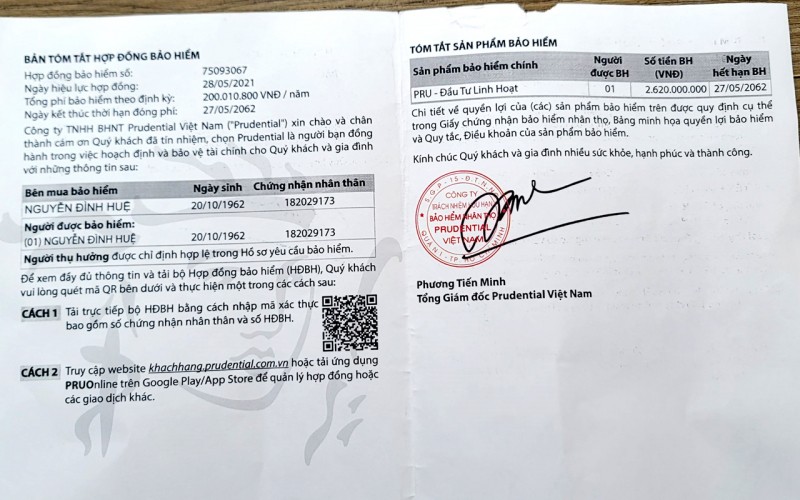 BẢN TÓM TẮT HỢP ĐỒNG BẢO HIỂM
Hợp đồng bảo hiểm số: 75093067
Ngày hiệu lực hợp đồng: 28/05/2021
Tổng phí bảo hiểm theo định kỳ: 200.010.800 VNĐ / năm
Ngày kết thúc thời hạn đóng phí: 27/05/2062
Công ty TNHH BHNT Prudential Việt Nam ("Prudential") xin chào và chân
thành cám ơn Quý khách đã tin nhiệm, chọn Prudential là người bạn đồng
hành trong việc hoạch định và bảo vệ tài chính cho Quý khách và gia đình
với những thông tin sau:
Bên mua bảo hiểm Ngày sinh Chứng nhận nhân thân
NGUYỄN ĐÌNH HUỆ 20/10/1962 182029173
Người được bảo hiểm:
(01) NGUYỄN ĐÌNH HUỆ 20/10/1962 182029173
Người thụ hưởng được chỉ định hợp lệ trong Hồ sơ yêu cầu bảo hiểm.
Để xem đầy đủ thông tin và tải bộ Hợp đồng bảo hiểm (HĐBH), Quý khách
vui lòng quét mã QR bên dưới và thực hiện một trong các cách sau:
CÁCH 1 Tải trực tiếp bộ HĐBH bằng cách nhập mã xác thực
bao gồm số chứng nhận nhân thân và số HĐBH.
CÁCH 2 Truy cập website khachhang.prudential.com.vn hoặc tải ứng dụng
PRUOnline trên Google Play/App Store để quản lý hợp đồng hoặc
các giao dịch khác.
TÓM TẮT SẢN PHẨM BẢO HIỂM
Sản phẩm bảo hiểm chính Người được BH Số tiền BH (VNĐ) Ngày hết hạn BH
PRU - Đầu Tư Linh Hoạt 01 2.620.000.000 27/05/2062
Chi tiết về quyền lợi của (các) sản phẩm bảo hiểm trên được quy định cụ thể
trong Giấy chứng nhận bảo hiểm nhân thọ, Bảng minh họa quyền lợi bảo hiểm
và Quy tắc, Điều khoản của sản phẩm bảo hiểm.
Kính chúc Quý khách và gia đình nhiều sức khỏe, hạnh phúc và thành công.
CÔNG TY
TRÁCH NHIỆM HỮU HẠN
BẢO HIỂM NHÂN THỌ
PRUDENTIAL
VIỆT NAM
QUẬN 1 - TP. HỒ CHÍ MINH
Phương Tiến Minh
Tổng Giám đốc Prudential Việt Nam